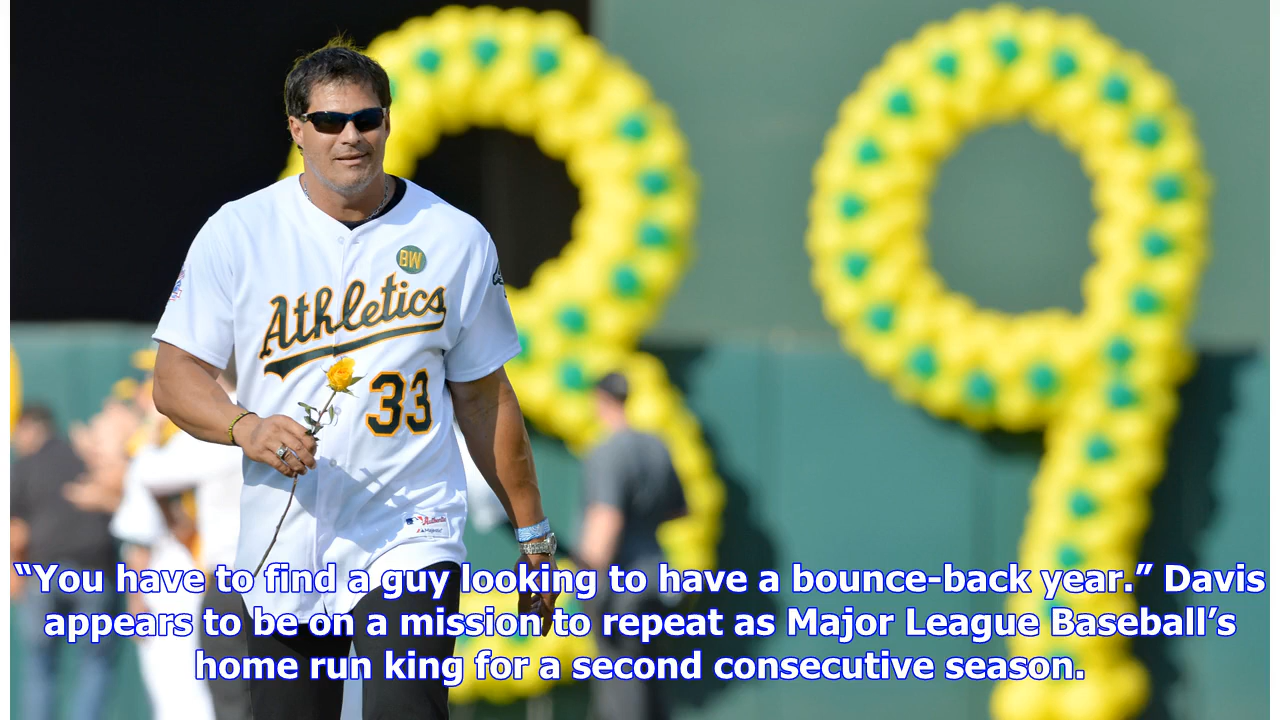 BW
Athletics
33
89
“You have to find a guy looking to have a bounce-back year.” Davis
appears to be on a mission to repeat as Major League Baseball’s
home run king for a second consecutive season.